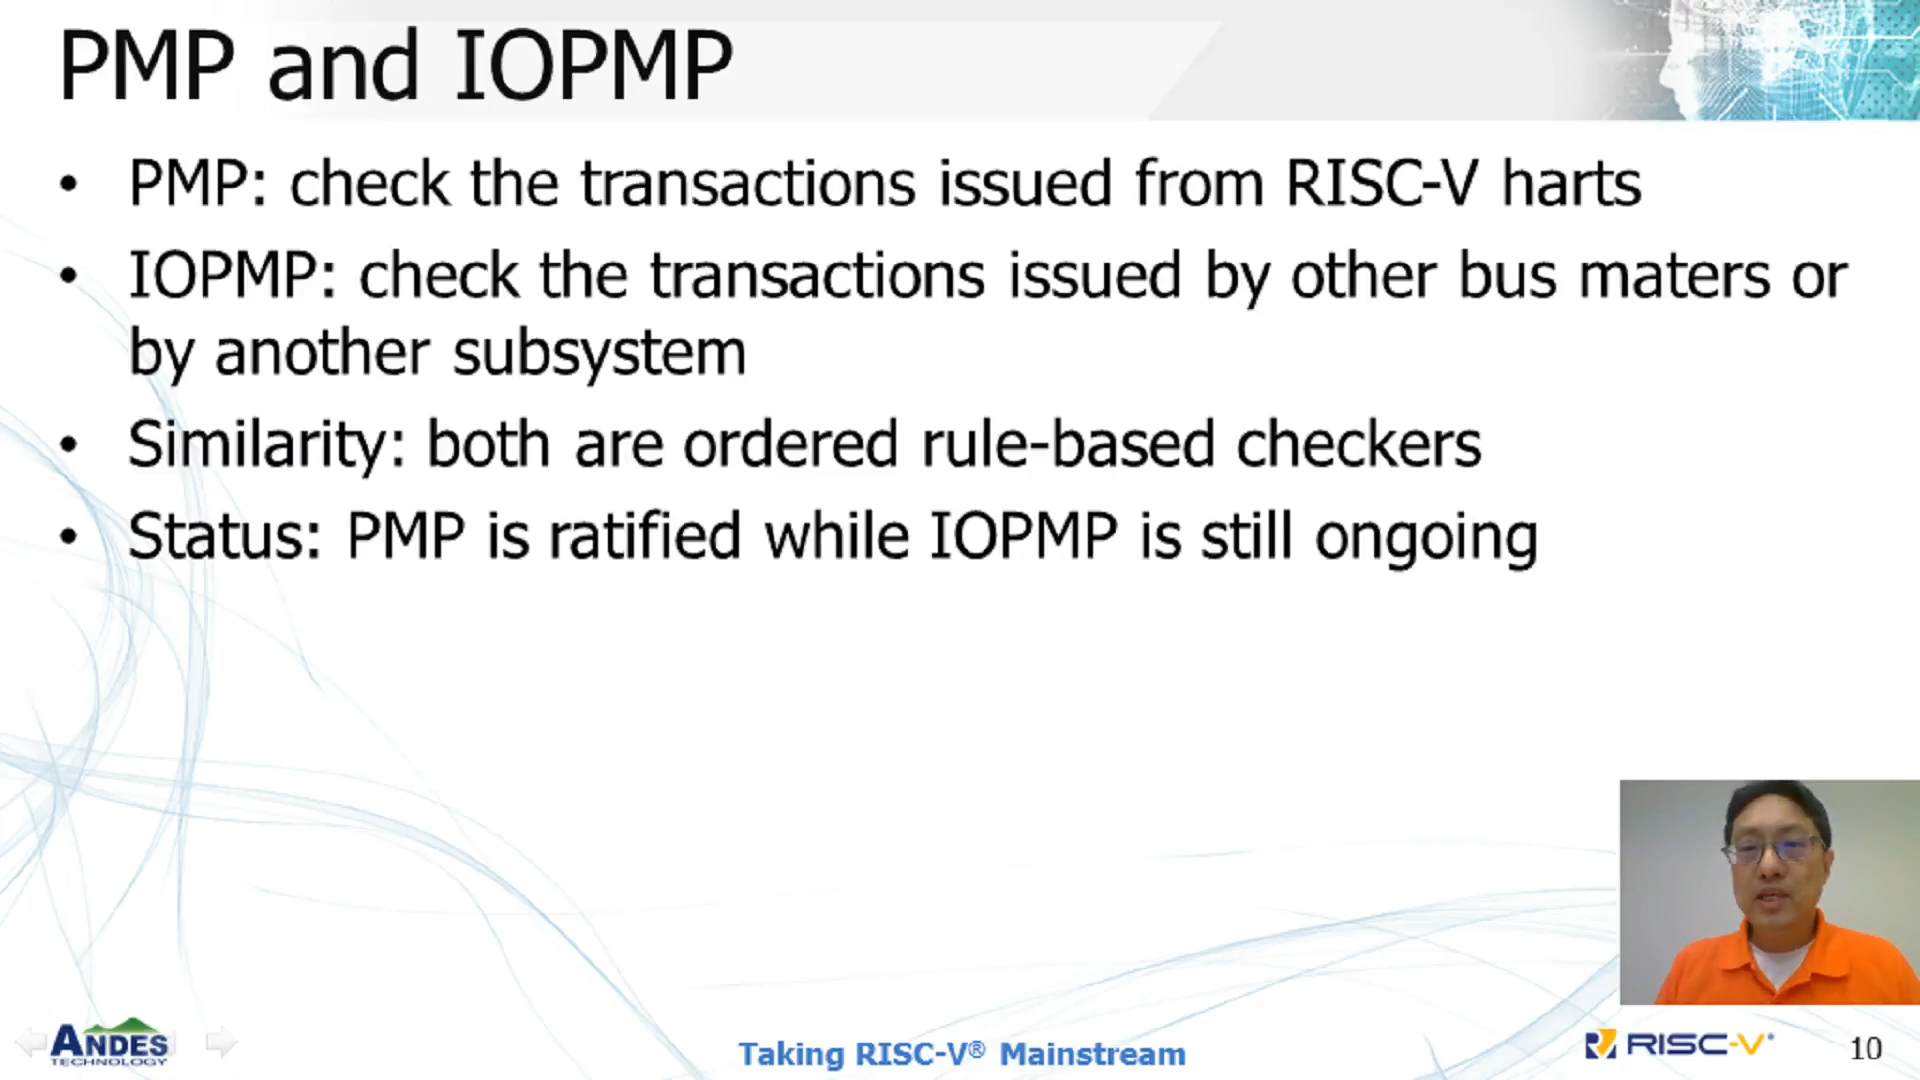 PMP and IOPMP
• PMP: check the transactions issued from RISC-V harts
• IOPMP: check the transactions issued by other bus maters or
by another subsystem
• Similarity: both are ordered rule-based checkers
• Status: PMP is ratified while IOPMP is still ongoing
ANDES
TECHNOLOGY
Taking RISC-V® Mainstream
RISC-V®
10